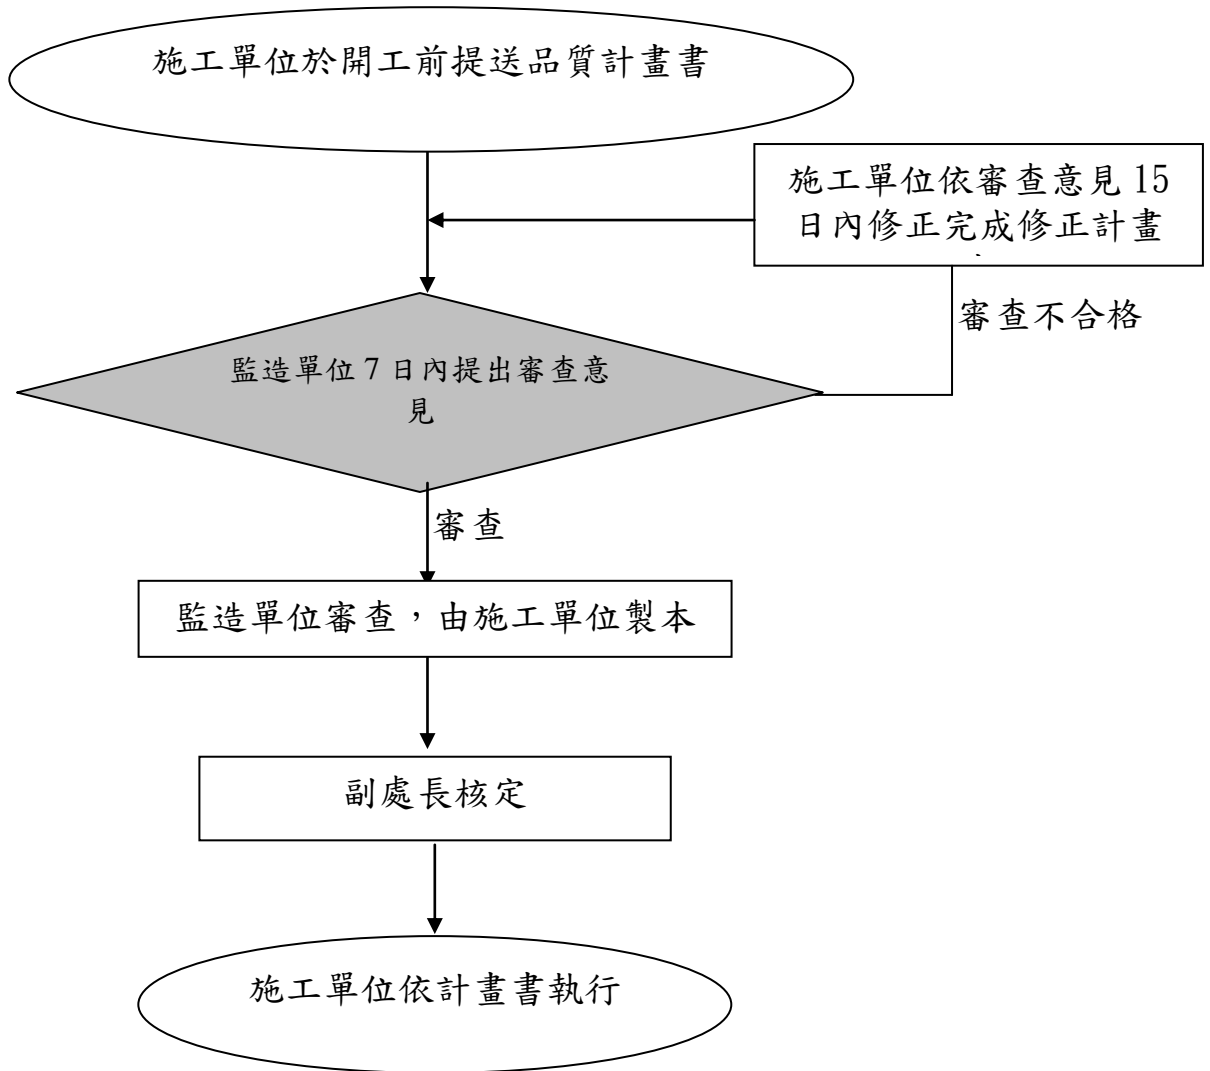 施工單位於開工前提送品質計畫書
施工單位依審查意見 15
日內修正完成修正計畫
審查不合格
監造單位 7 日內提出審查意
見
審查
監造單位審查，由施工單位製本
副處長核定
施工單位依計畫書執行